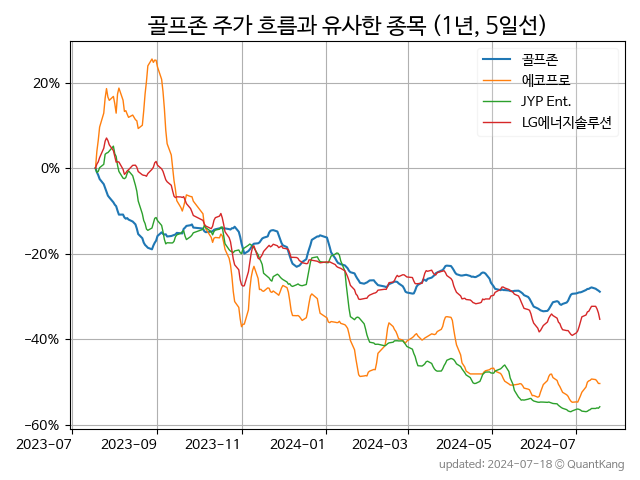 골프존 주가 흐름과 유사한 종목 (1년, 5일선)
골프존
에코프로
JYP Ent.
LG에너지솔루션
20%
0%
−20%
−40%
−60%
2023-07 2023-09 2023-11 2024-01 2024-03 2024-05 2024-07
updated: 2024-07-18 © QuantKang